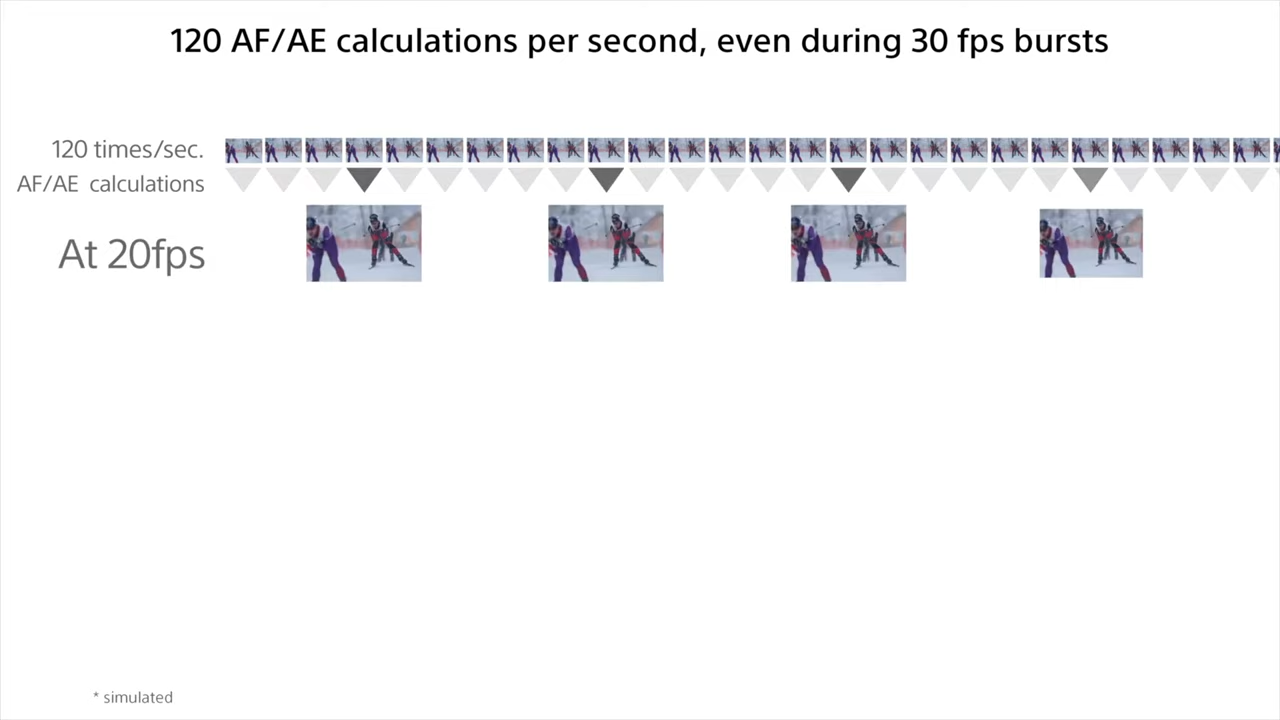 120 AF/AE calculations per second, even during 30 fps bursts
120 times/sec.
AF/AE calculations
At 20fps
* simulated